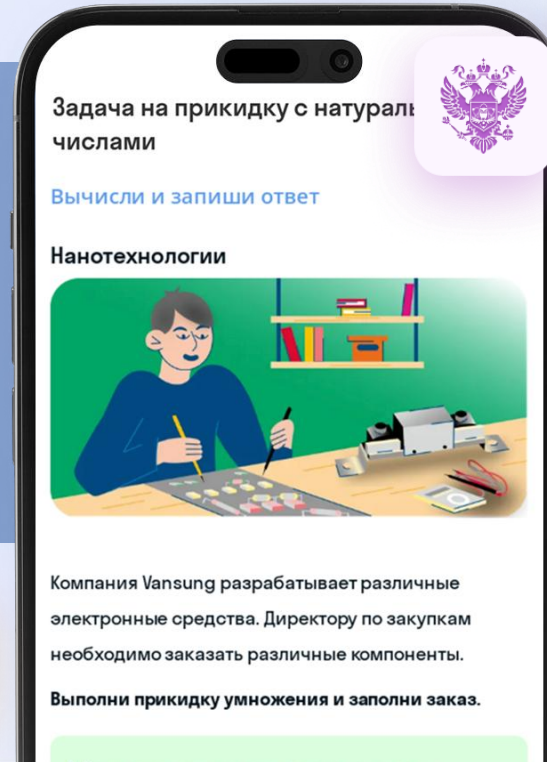 Задача на прикидку с натураль
числами
Вычисли и запиши ответ
Нанотехнологии
Компания Vansung разрабатывает различные
электронные средства. Директору по закупкам
необходимо заказать различные компоненты.
Выполни прикидку умножения и заполни заказ.